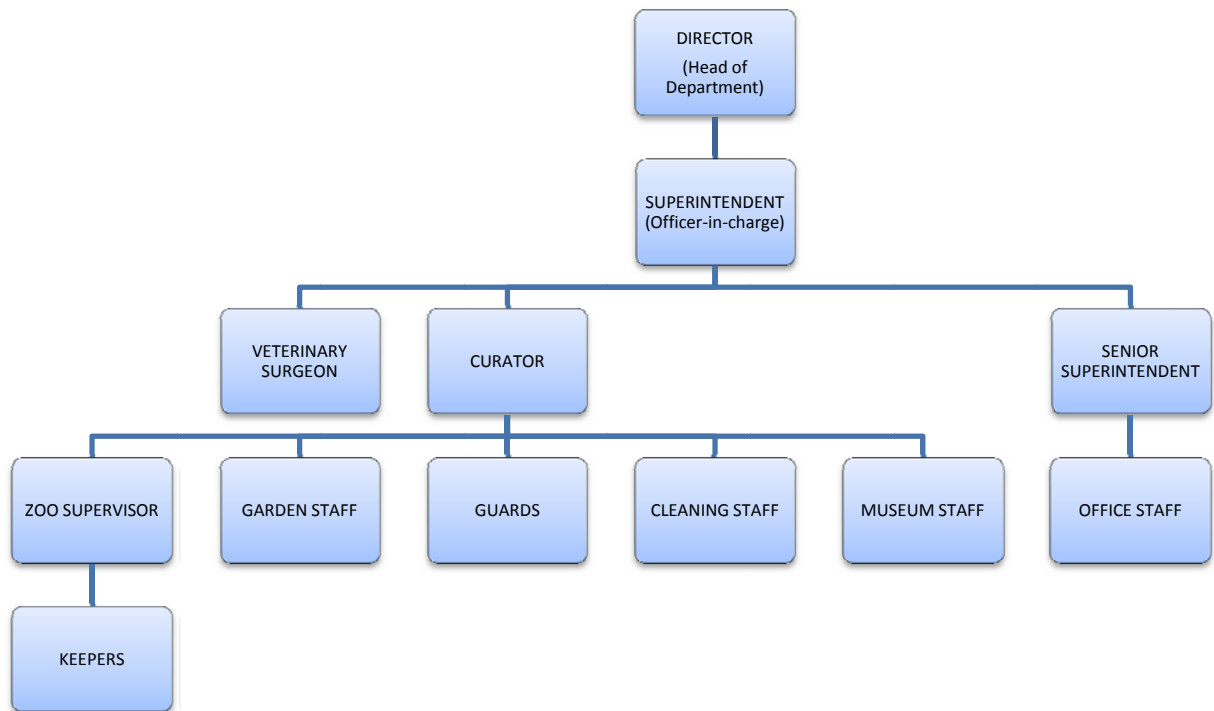 DIRECTOR
(Head of
Department)
SUPERINTENDENT
(Officer-in-charge)
VETERINARY
SURGEON
CURATOR
SENIOR
SUPERINTENDENT
ZOO SUPERVISOR
GARDEN STAFF
GUARDS
CLEANING STAFF
MUSEUM STAFF
OFFICE STAFF
KEEPERS